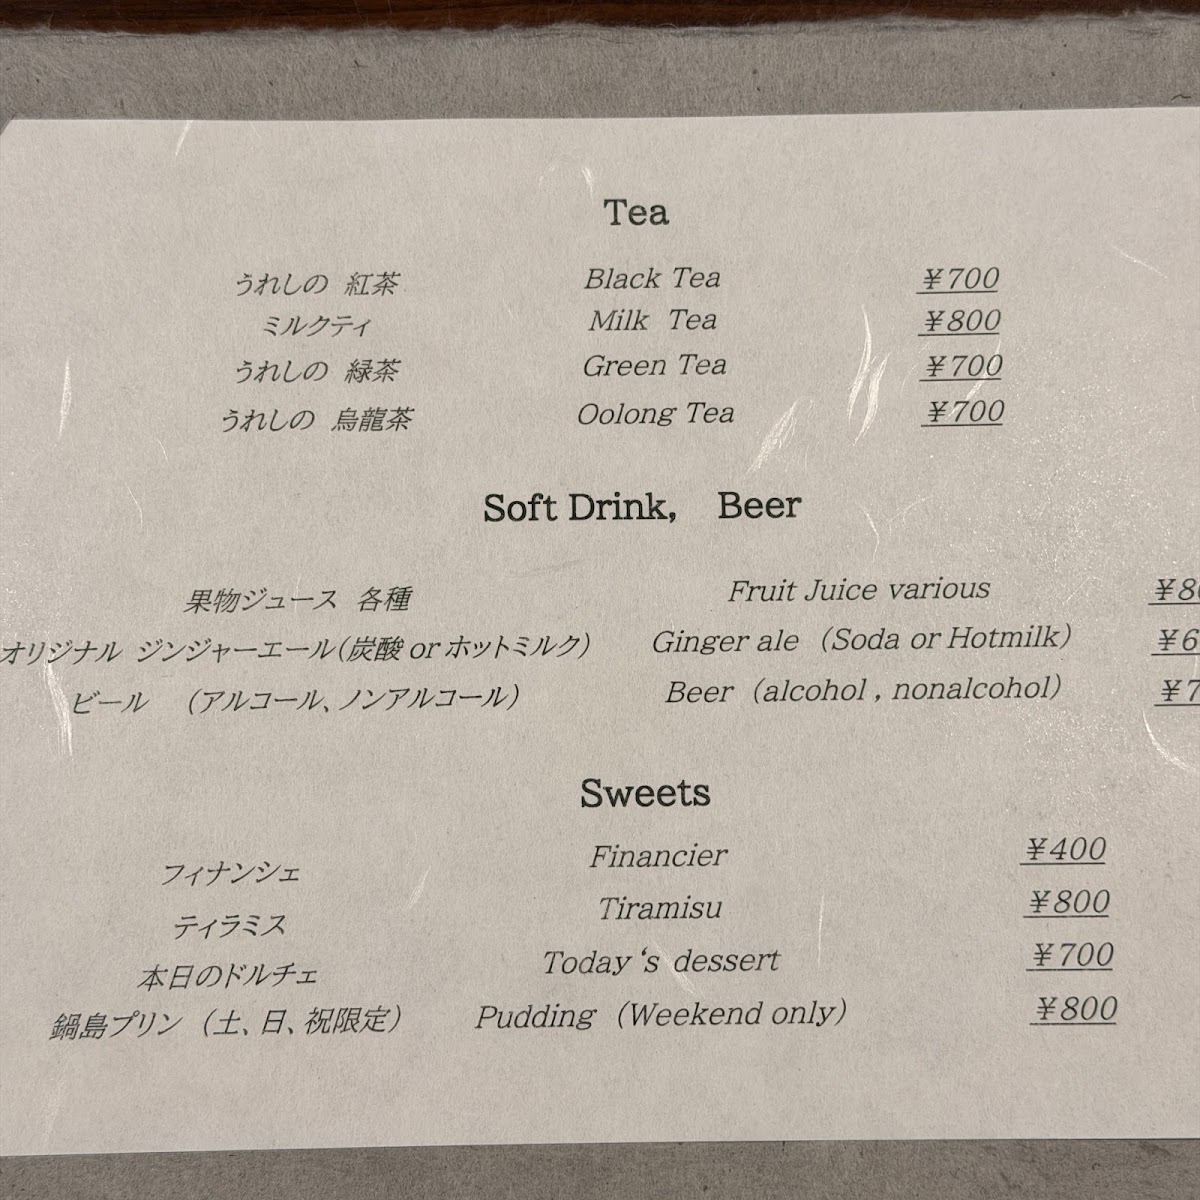 Tea
うれしの 紅茶 Black Tea ¥700
ミルクティ Milk Tea ¥800
うれしの 緑茶 Green Tea ¥700
うれしの 烏龍茶 Oolong Tea ¥700
Soft Drink, Beer
果物ジュース 各種 Fruit Juice various
オリジナル ジンジャーエール(炭酸 or ホットミルク) Ginger ale (Soda or Hotmilk)
ビール (アルコール、ノンアルコール) Beer (alcohol , nonalcohol)
Sweets
フィナンシェ Financier ¥400
ティラミス Tiramisu ¥800
本日のドルチェ Today‘s dessert ¥700
鍋島プリン (土、日、祝限定) Pudding (Weekend only) ¥800